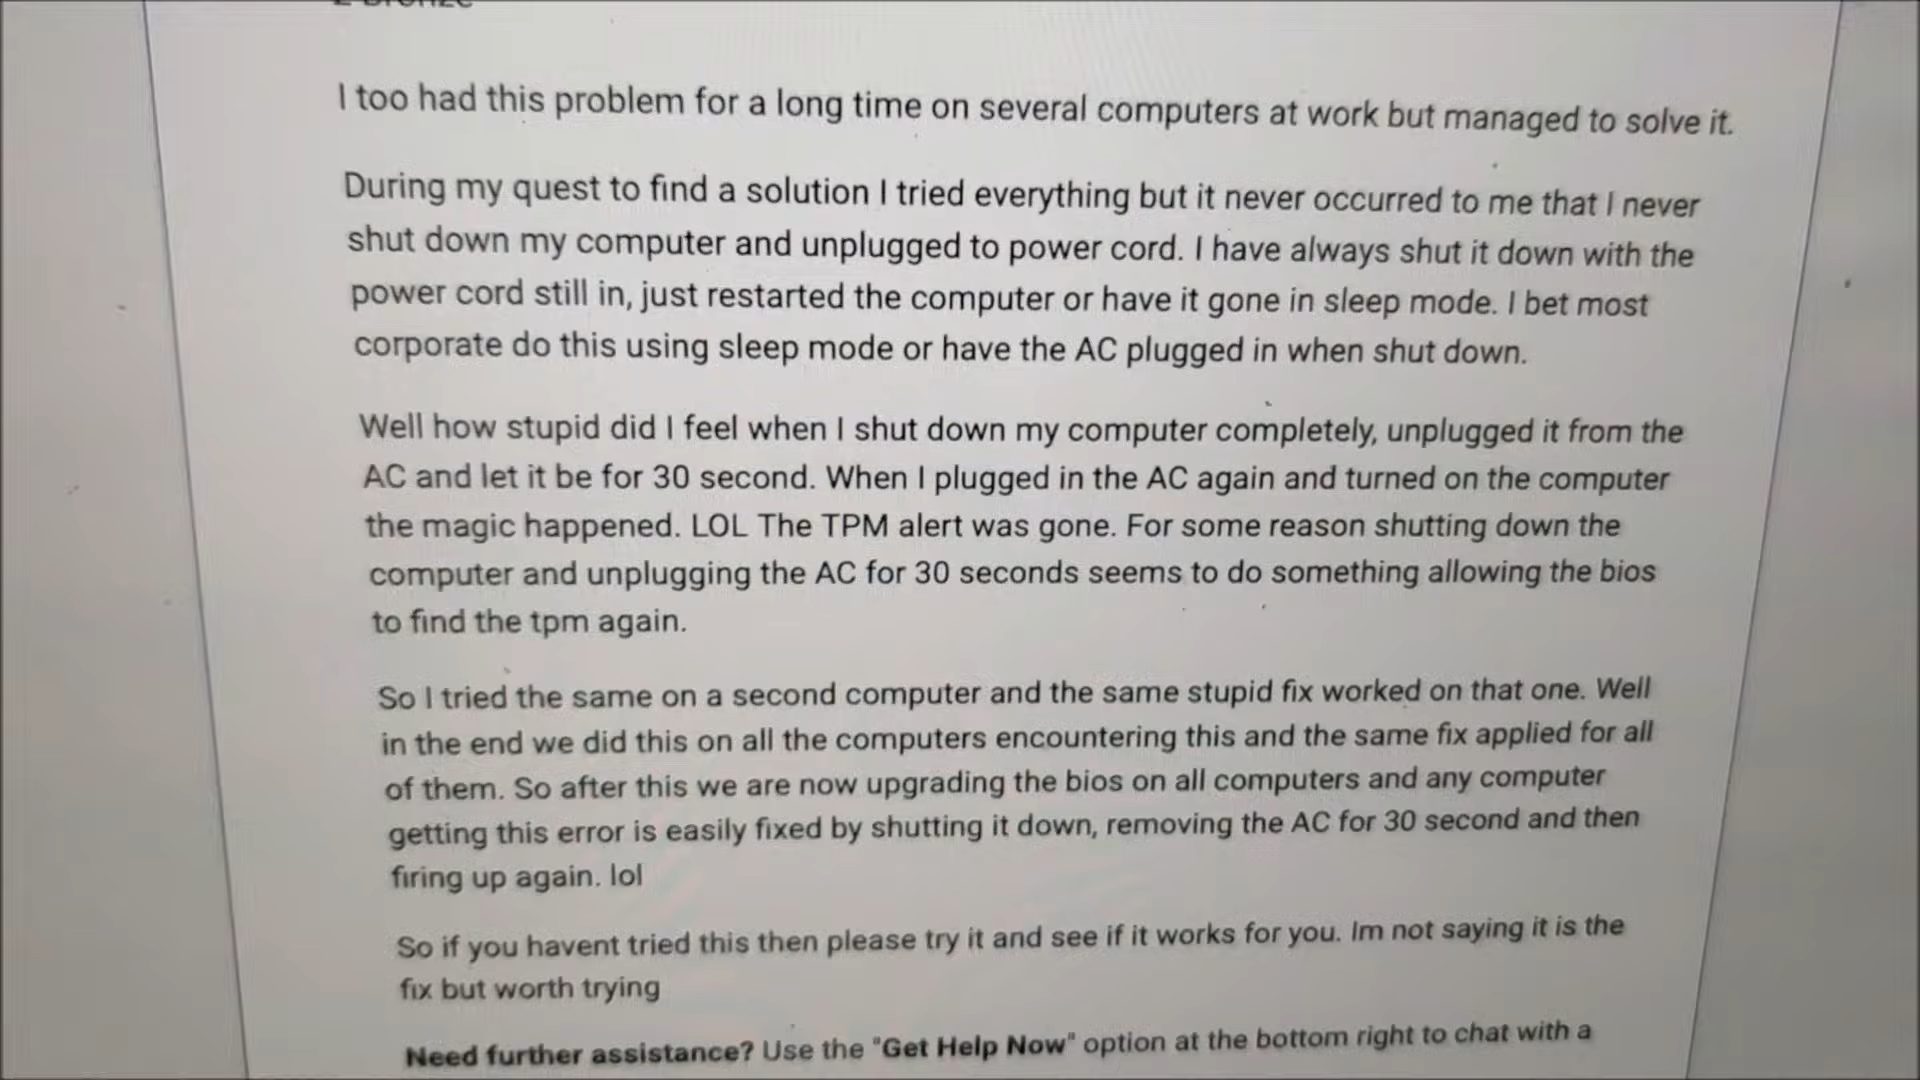 I too had this problem for a long time on several computers at work but managed to solve it.
During my quest to find a solution I tried everything but it never occurred to me that I never
shut down my computer and unplugged to power cord. I have always shut it down with the
power cord still in, just restarted the computer or have it gone in sleep mode. I bet most
corporate do this using sleep mode or have the AC plugged in when shut down.
Well how stupid did I feel when I shut down my computer completely, unplugged it from the
AC and let it be for 30 second. When I plugged in the AC again and turned on the computer
the magic happened. LOL The TPM alert was gone. For some reason shutting down the
computer and unplugging the AC for 30 seconds seems to do something allowing the bios
to find the tpm again.
So I tried the same on a second computer and the same stupid fix worked on that one. Well
in the end we did this on all the computers encountering this and the same fix applied for all
of them. So after this we are now upgrading the bios on all computers and any computer
getting this error is easily fixed by shutting it down, removing the AC for 30 second and then
firing up again. lol
So if you havent tried this then please try it and see if it works for you. Im not saying it is the
fix but worth trying
Need further assistance? Use the "Get Help Now" option at the bottom right to chat with a